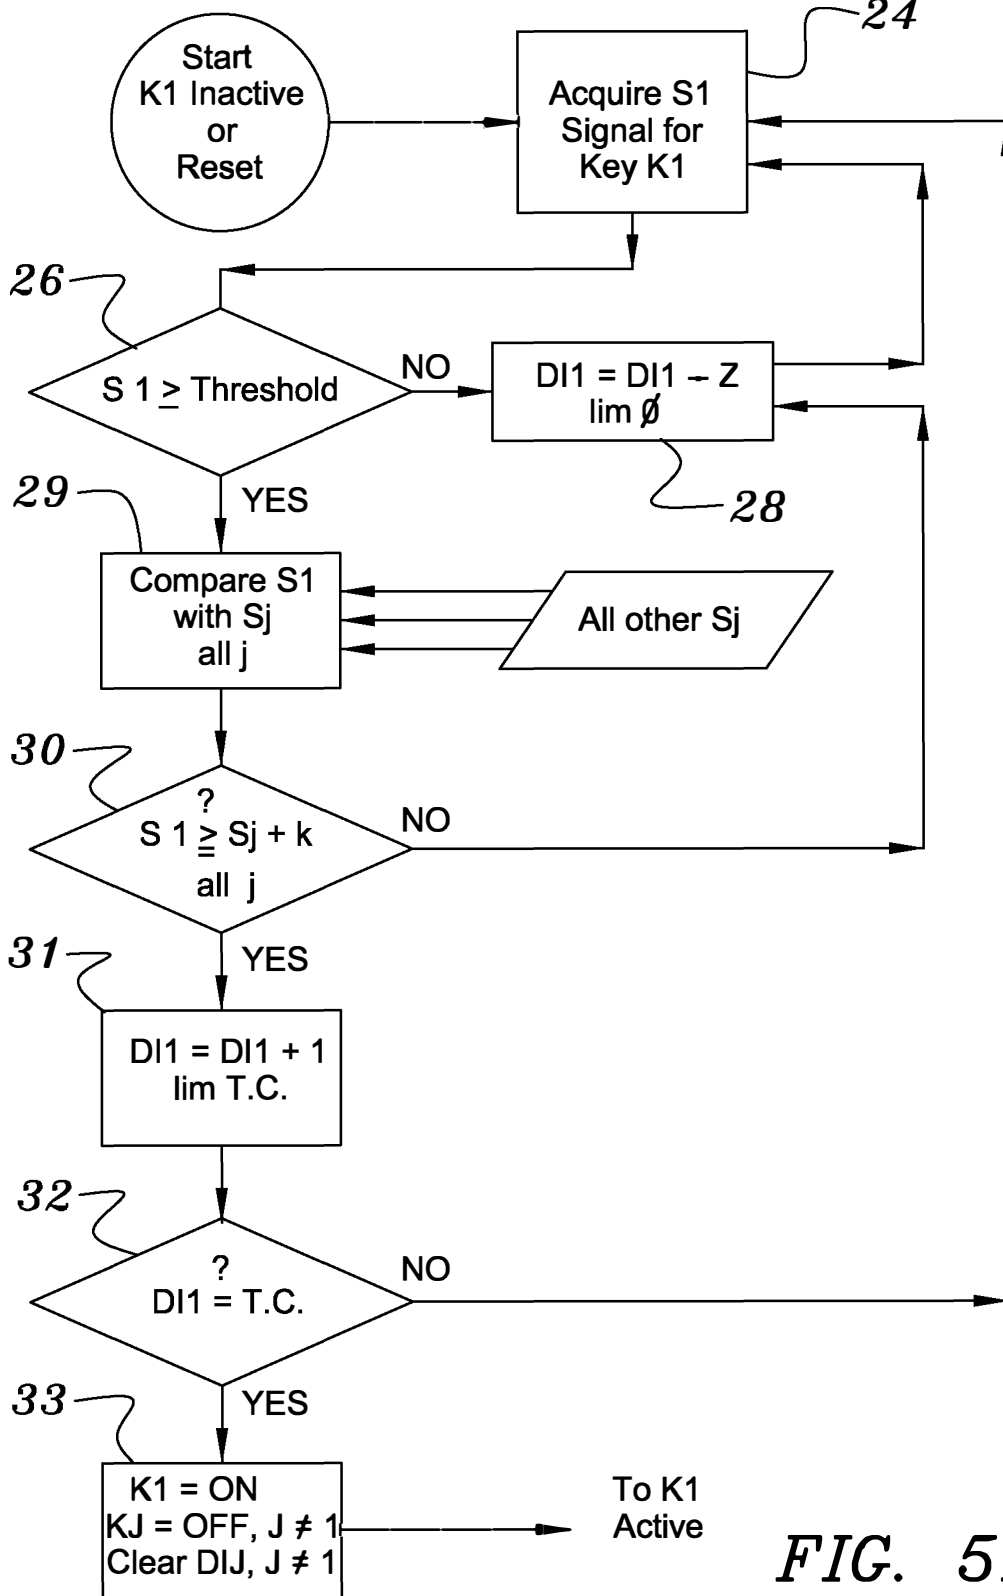 24
Start
K1 Inactive
or
Reset
Acquire S1
Signal for
Key K1
26
S 1 ≥ Threshold
NO
DI1 = DI1 – Z
lim Ø
28
YES
29
Compare S1
with Sj
all j
All other Sj
30
?
S 1 ≧ Sj + k
all j
NO
YES
31
DI1 = DI1 + 1
lim T.C.
32
?
DI1 = T.C.
NO
YES
33
K1 = ON
KJ = OFF, J ≠ 1
Clear DIJ, J ≠ 1
To K1
Active
FIG. 5